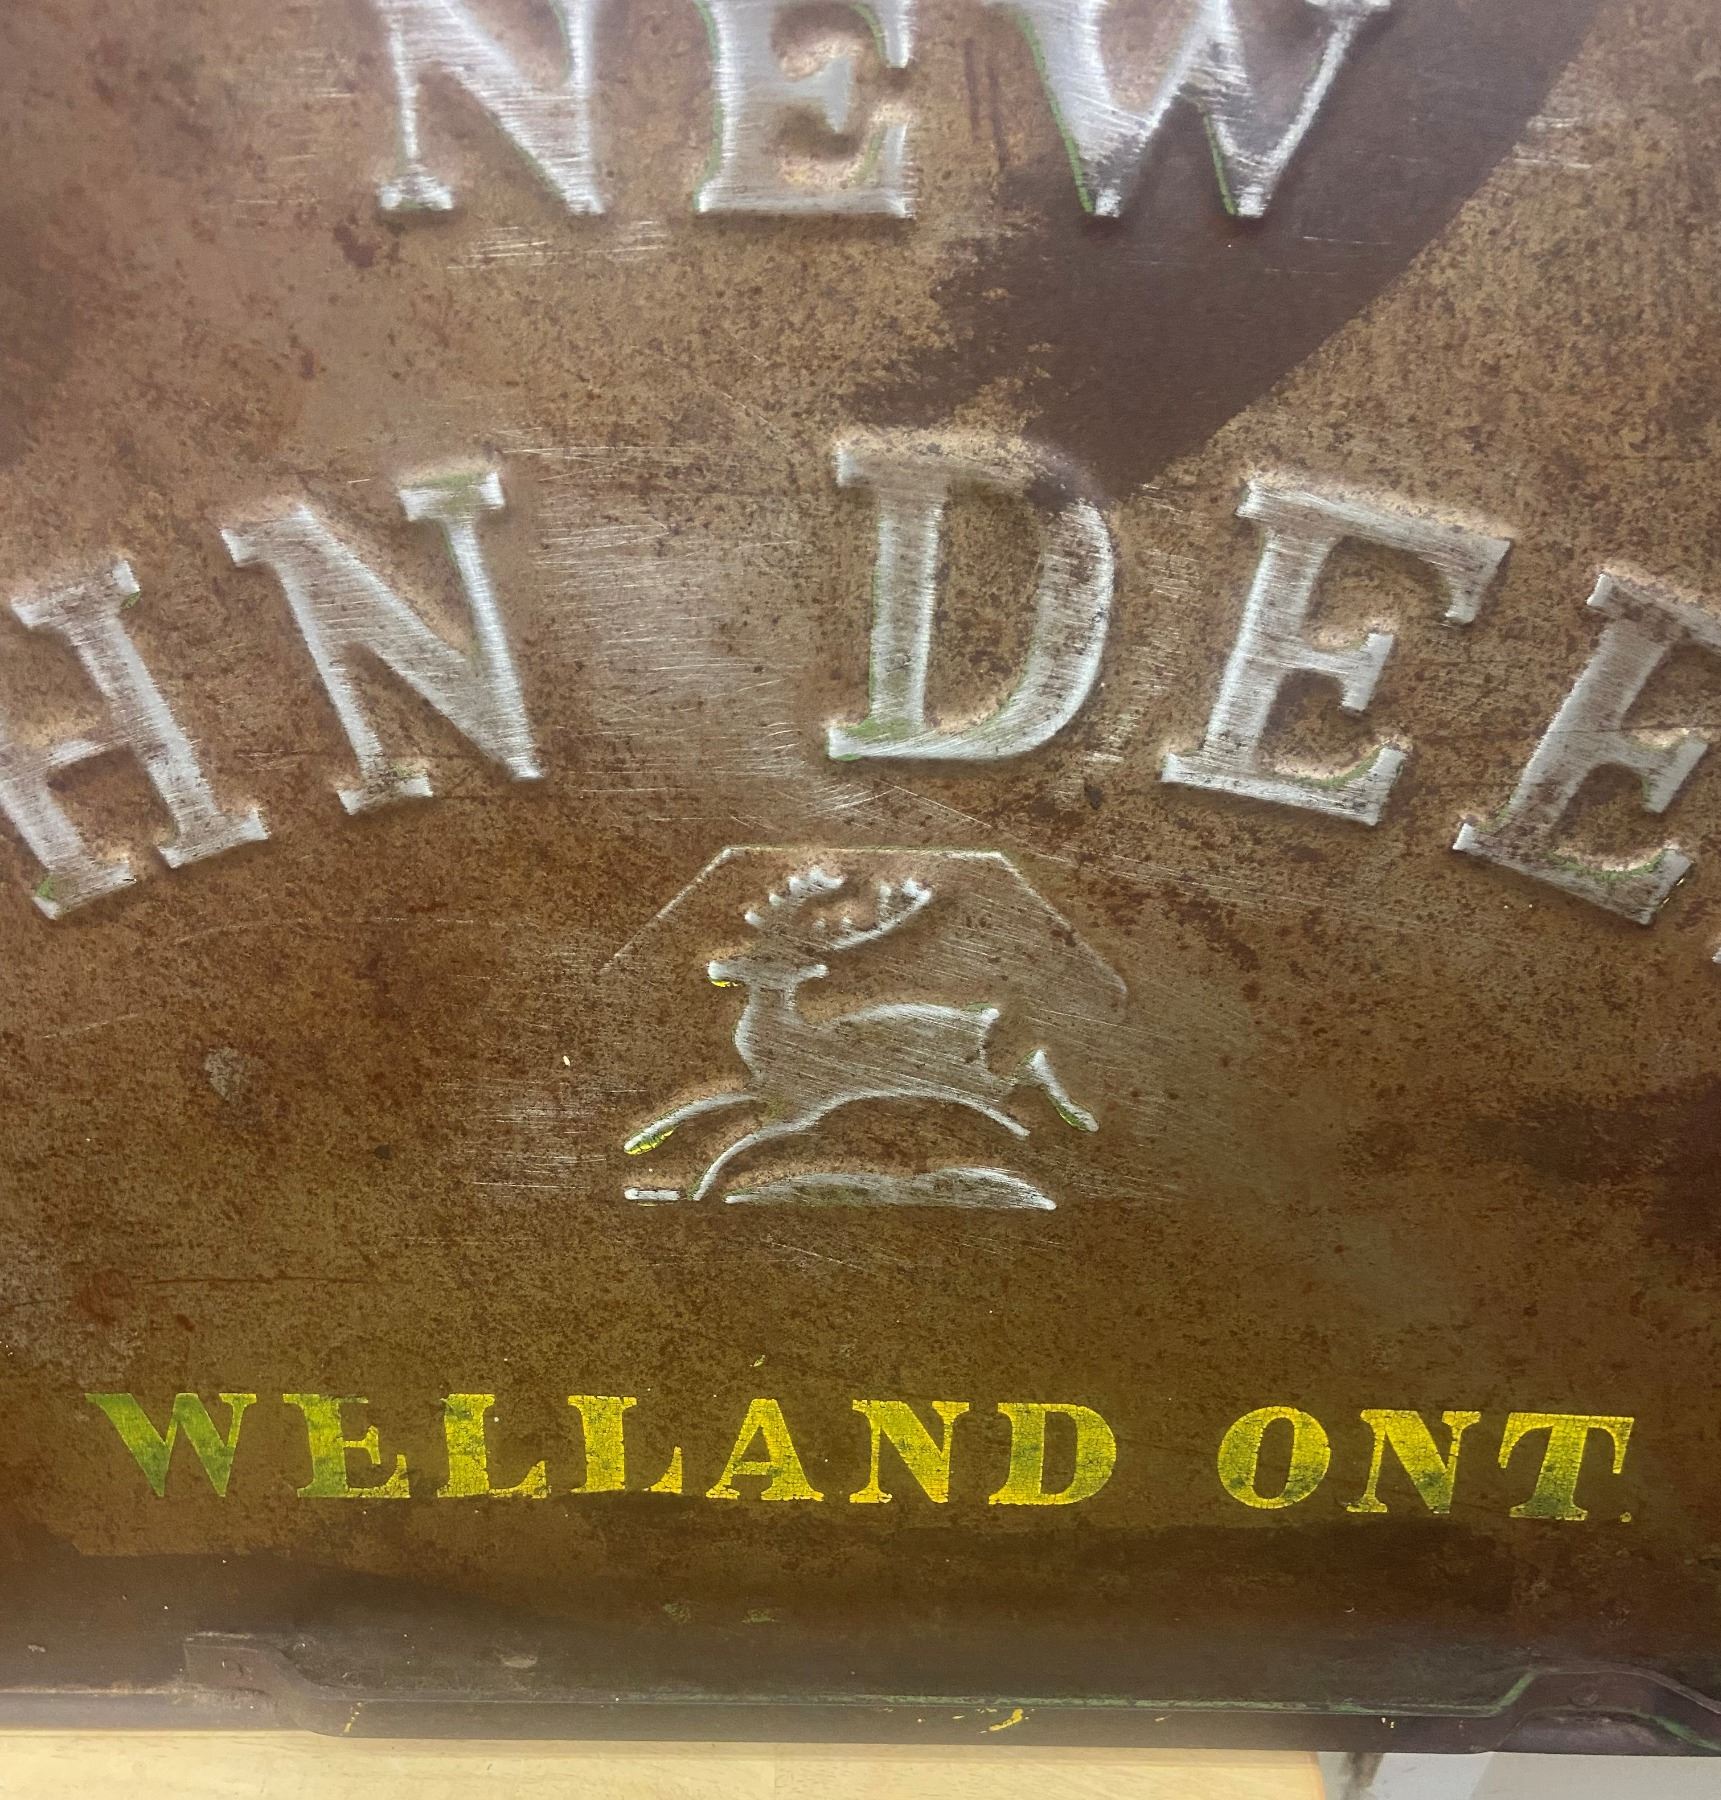 NEW
HN DEE
WELLAND ONT.